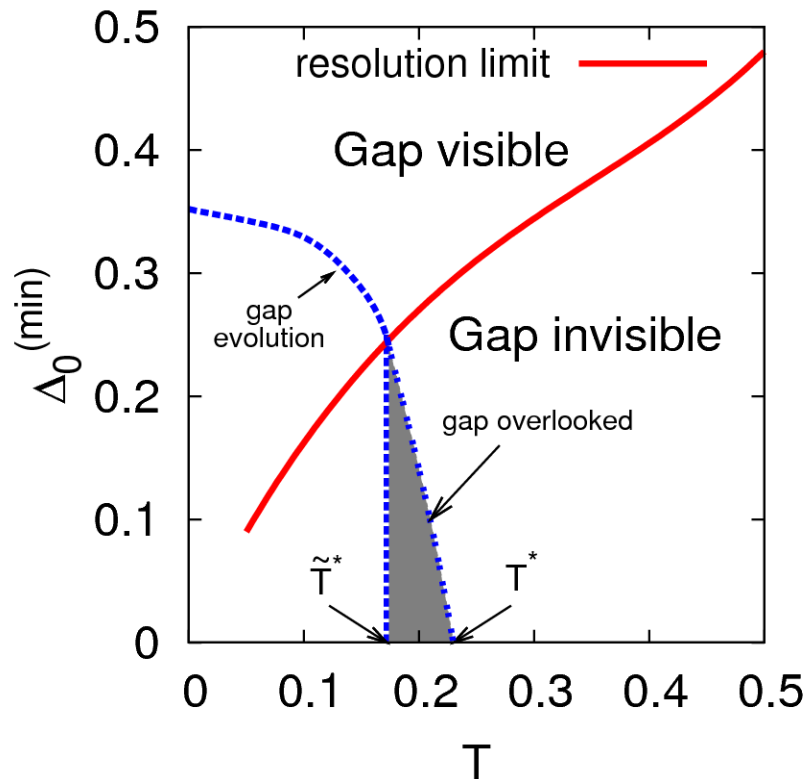 0.5
resolution limit
Gap visible
0.4
0.3
gap
evolution
Gap invisible
Δ₀⁽ᵐⁱⁿ⁾
0.2
gap overlooked
0.1
T̃*
T*
0
0 0.1 0.2 0.3 0.4 0.5
T